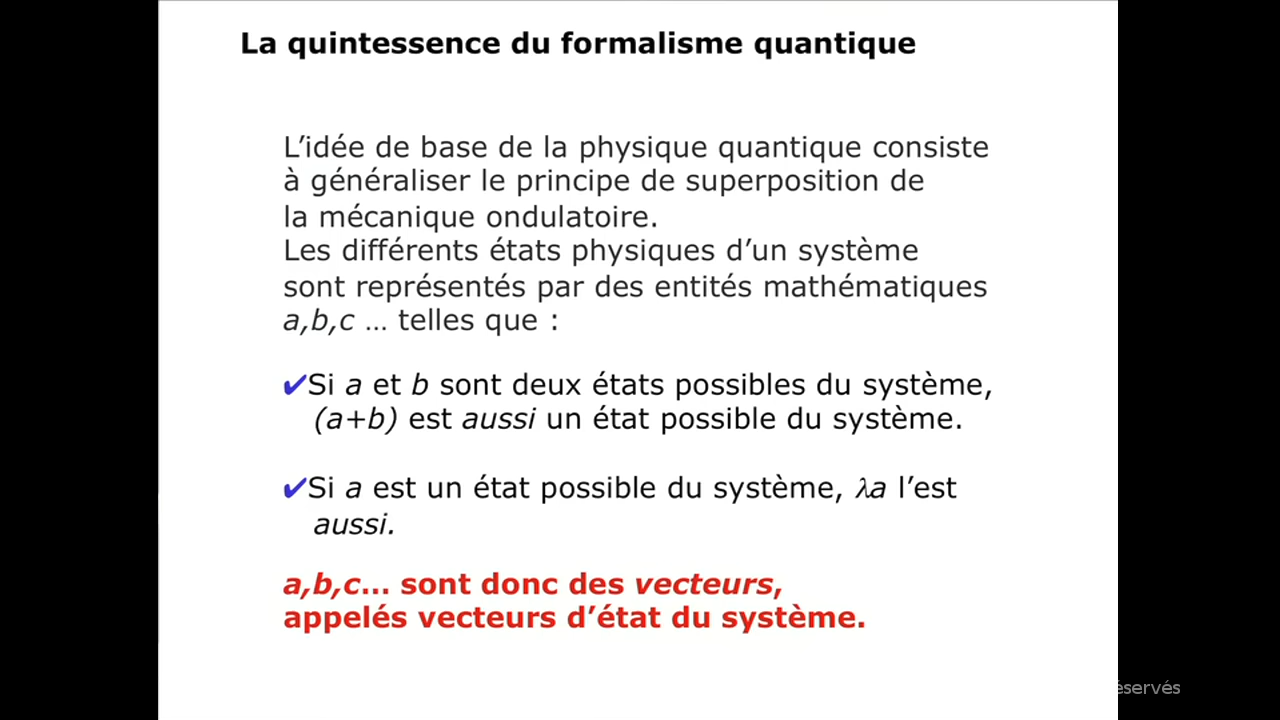 La quintessence du formalisme quantique
L’idée de base de la physique quantique consiste
à généraliser le principe de superposition de
la mécanique ondulatoire.
Les différents états physiques d’un système
sont représentés par des entités mathématiques
a,b,c … telles que :
✔Si a et b sont deux états possibles du système,
(a+b) est aussi un état possible du système.
✔Si a est un état possible du système, λa l’est
aussi.
a,b,c… sont donc des vecteurs,
appelés vecteurs d’état du système.